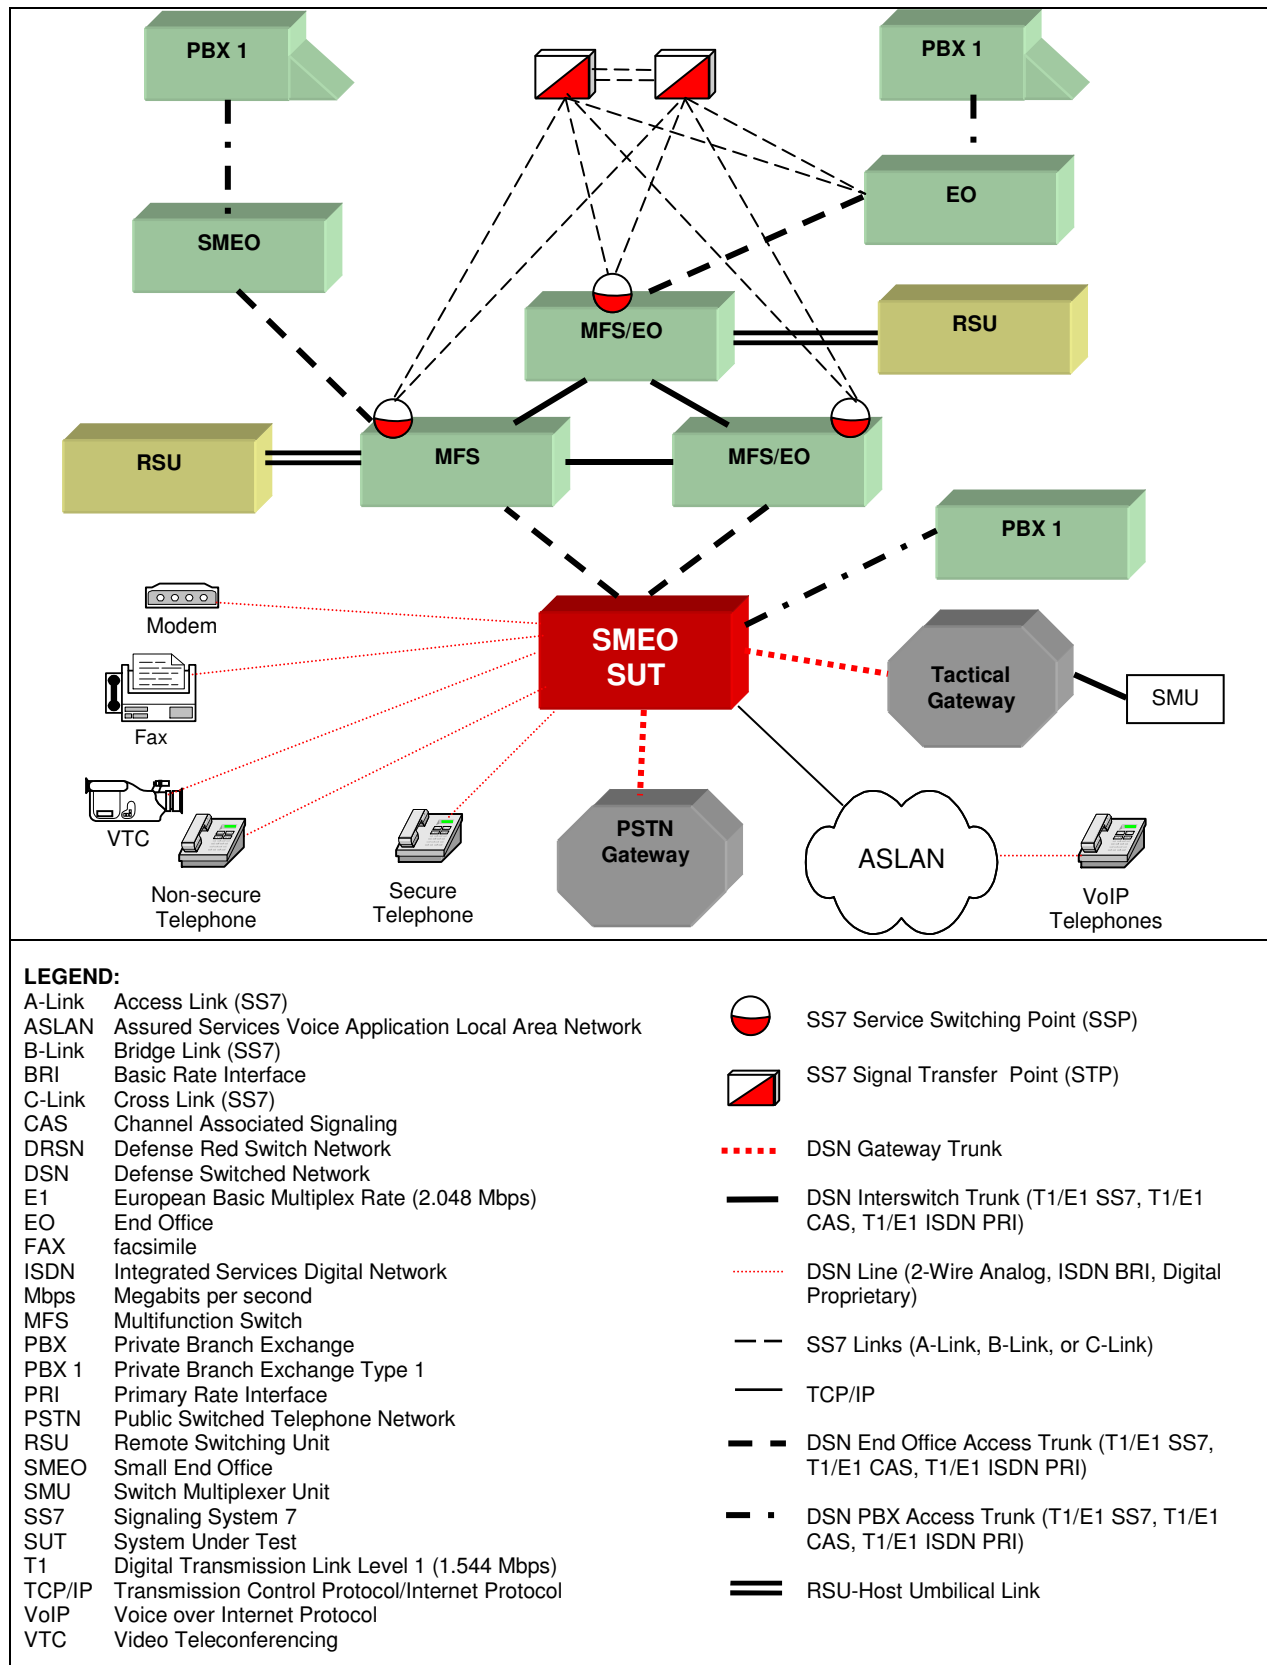 PBX 1
PBX 1
EO
SMEO
MFS/EO
RSU
RSU
MFS
MFS/EO
PBX 1
Modem
SMEO
SUT
Tactical
Gateway
SMU
Fax
VTC
PSTN
Gateway
ASLAN
Non-secure
Telephone
Secure
Telephone
VoIP
Telephones
LEGEND:
A-Link Access Link (SS7)
ASLAN Assured Services Voice Application Local Area Network
B-Link Bridge Link (SS7)
BRI Basic Rate Interface
C-Link Cross Link (SS7)
CAS Channel Associated Signaling
DRSN Defense Red Switch Network
DSN Defense Switched Network
E1 European Basic Multiplex Rate (2.048 Mbps)
EO End Office
FAX facsimile
ISDN Integrated Services Digital Network
Mbps Megabits per second
MFS Multifunction Switch
PBX Private Branch Exchange
PBX 1 Private Branch Exchange Type 1
PRI Primary Rate Interface
PSTN Public Switched Telephone Network
RSU Remote Switching Unit
SMEO Small End Office
SMU Switch Multiplexer Unit
SS7 Signaling System 7
SUT System Under Test
T1 Digital Transmission Link Level 1 (1.544 Mbps)
TCP/IP Transmission Control Protocol/Internet Protocol
VoIP Voice over Internet Protocol
VTC Video Teleconferencing
SS7 Service Switching Point (SSP)
SS7 Signal Transfer Point (STP)
DSN Gateway Trunk
DSN Interswitch Trunk (T1/E1 SS7, T1/E1
CAS, T1/E1 ISDN PRI)
DSN Line (2-Wire Analog, ISDN BRI, Digital
Proprietary)
SS7 Links (A-Link, B-Link, or C-Link)
TCP/IP
DSN End Office Access Trunk (T1/E1 SS7,
T1/E1 CAS, T1/E1 ISDN PRI)
DSN PBX Access Trunk (T1/E1 SS7, T1/E1
CAS, T1/E1 ISDN PRI)
RSU-Host Umbilical Link